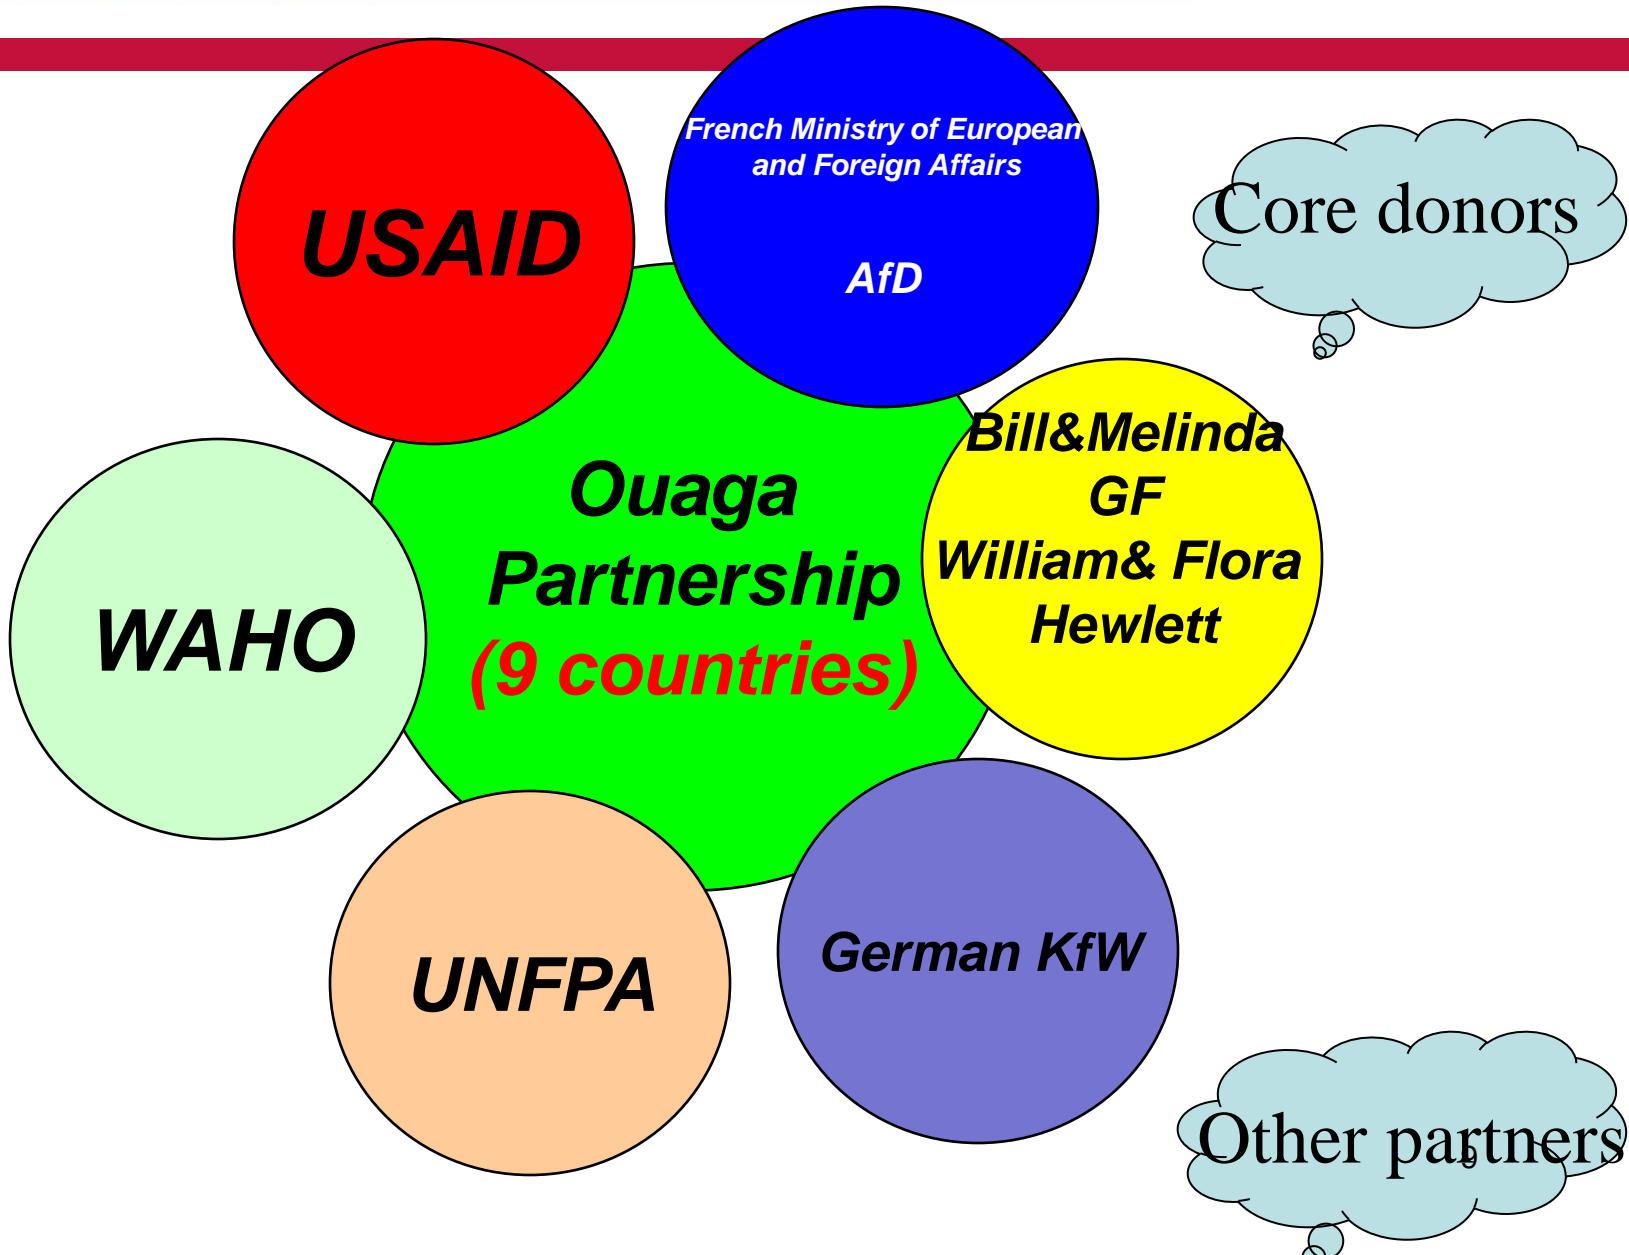 French Ministry of European
and Foreign Affairs
AfD
USAID
Core donors
Bill&Melinda
GF
William& Flora
Hewlett
Ouaga
Partnership
(9 countries)
WAHO
German KfW
UNFPA
Other partners